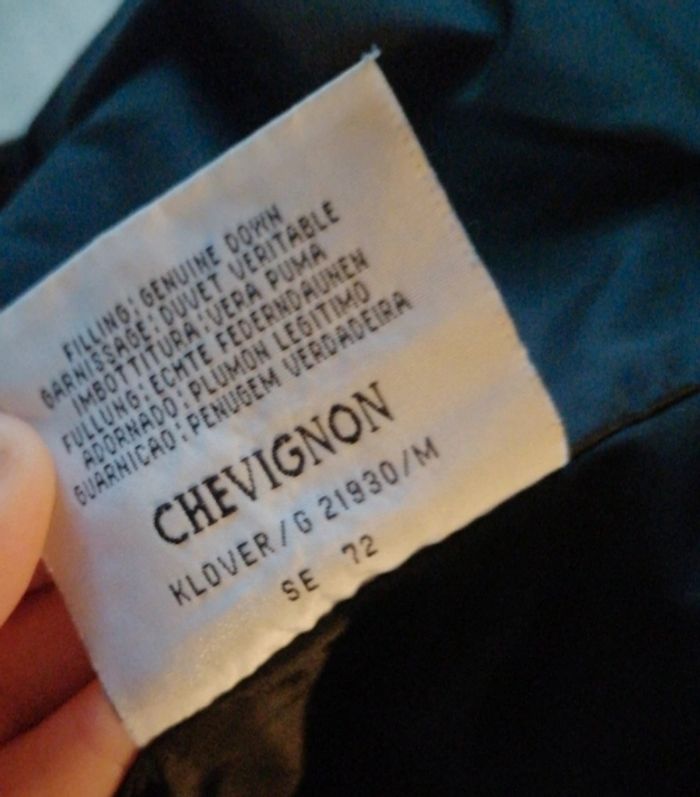 FILLING: GENUINE DOWN
GARNISSAGE: DUVET VERITABLE
IMBOTTITURA: VERA PUMA
FULLUNG: ECHTE FEDERNDAUNEN
ADORNADO: PLUMON LEGITIMO
GUARNICAO: PENUGEM VERDADEIRA
CHEVIGNON
KLOVER/G 21930/M
SE 72